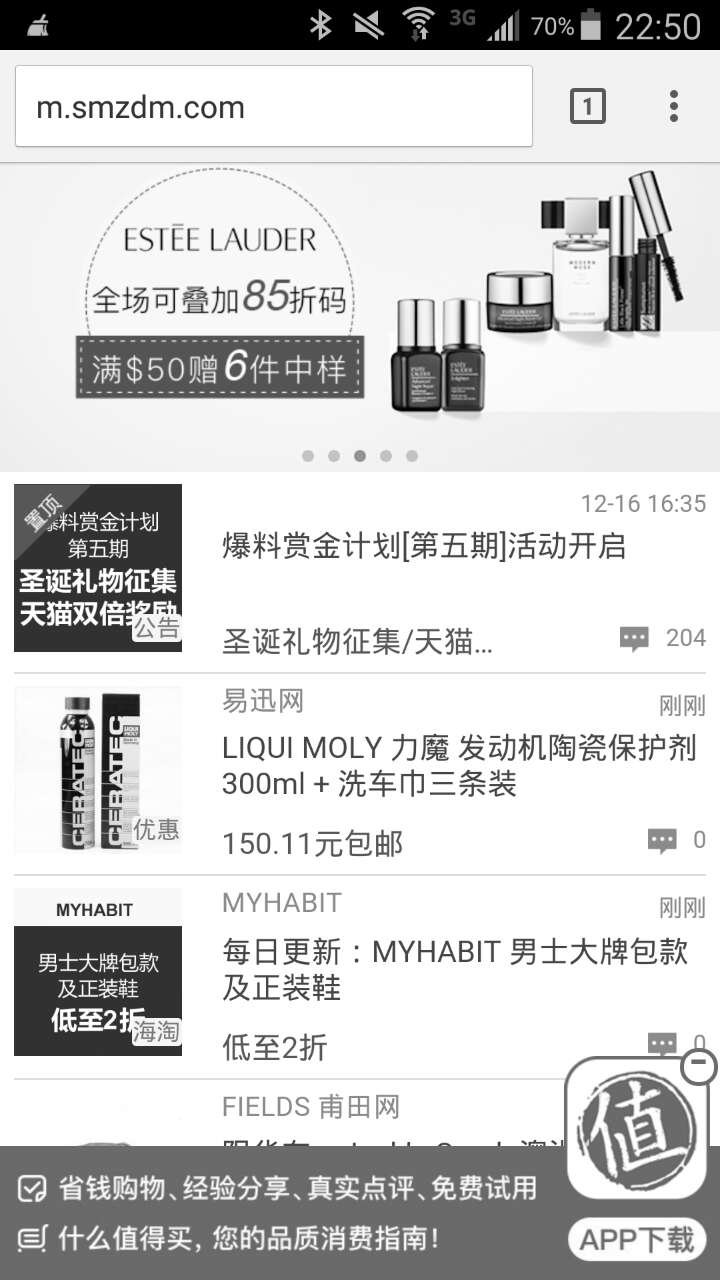 3G 70% 22:50
m.smzdm.com
1
ESTĒE LAUDER
全场可叠加85折码
满$50赠6件中样
置顶
爆料赏金计划
第五期
圣诞礼物征集
天猫双倍奖励
公告
12-16 16:35
爆料赏金计划[第五期]活动开启
圣诞礼物征集/天猫...
204
CERATEC
CERATEC
LIQUI MOLY
优惠
易迅网
刚刚
LIQUI MOLY 力魔 发动机陶瓷保护剂
300ml + 洗车巾三条装
150.11元包邮
0
MYHABIT
男士大牌包款
及正装鞋
低至2折
海淘
MYHABIT
刚刚
每日更新：MYHABIT 男士大牌包款
及正装鞋
低至2折
0
FIELDS 莆田网
值
省钱购物、经验分享、真实点评、免费试用
什么值得买，您的品质消费指南！
APP下载